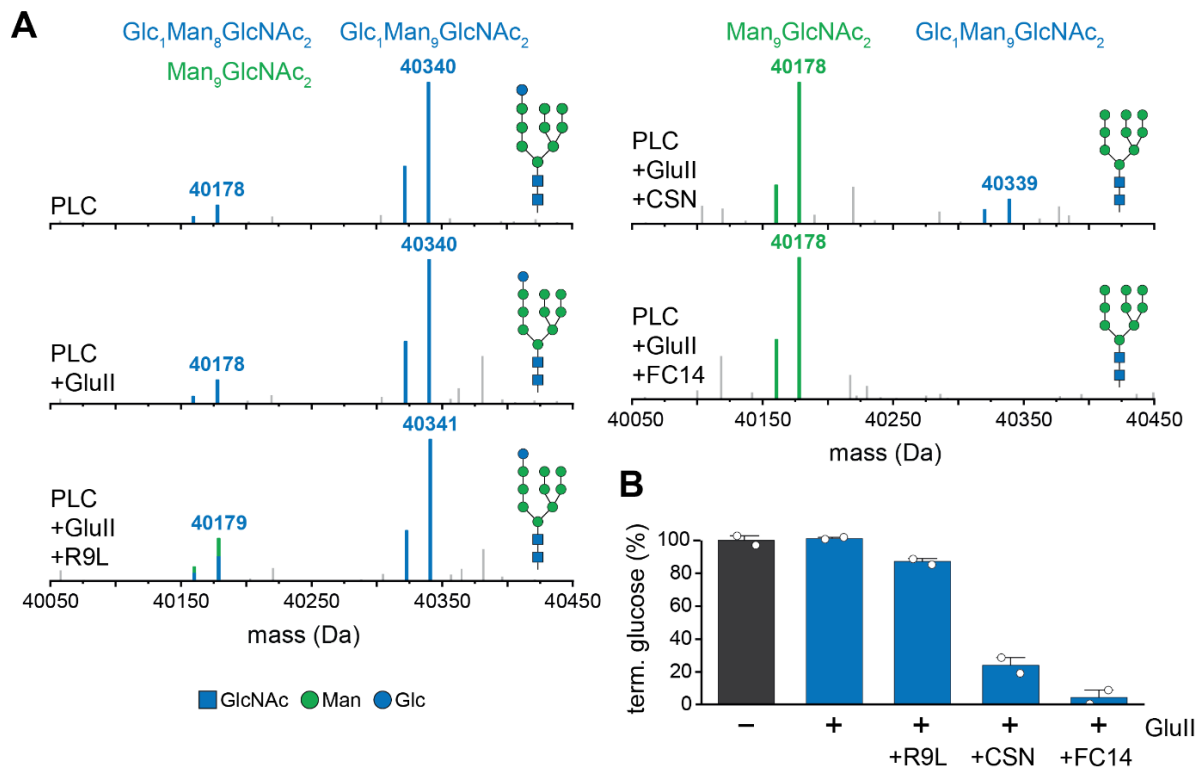 A
Glc₁Man₈GlcNAc₂
Glc₁Man₉GlcNAc₂
Man₉GlcNAc₂
40340
40178
PLC
40340
40178
PLC
+GluII
40341
40179
PLC
+GluII
+R9L
40050 40150 40250 40350 40450
mass (Da)
GlcNAc Man Glc
Man₉GlcNAc₂
Glc₁Man₉GlcNAc₂
40178
40339
PLC
+GluII
+CSN
40178
PLC
+GluII
+FC14
40050 40150 40250 40350 40450
mass (Da)
B
term. glucose (%)
100
80
60
40
20
0
− + + + + GluII
+R9L +CSN +FC14